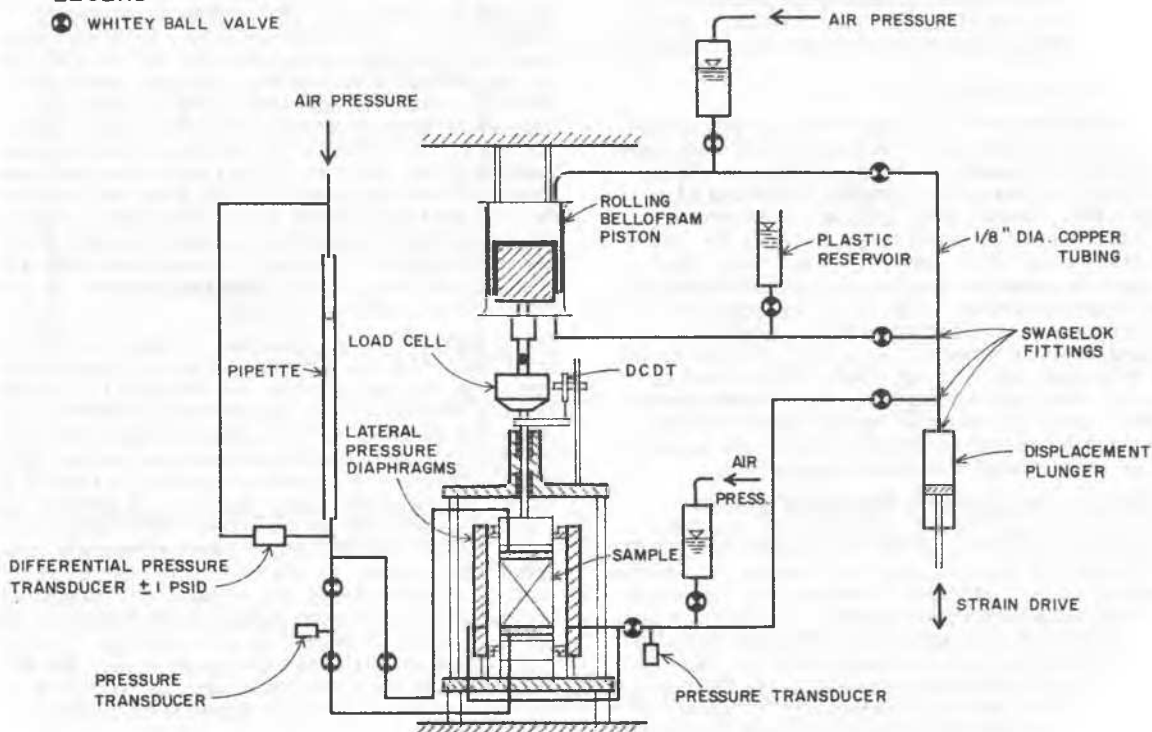 WHITEY BALL VALVE
AIR PRESSURE
AIR PRESSURE
ROLLING
BELLOFRAM
PISTON
PLASTIC
RESERVOIR
1/8" DIA. COPPER
TUBING
LOAD CELL
DCDT
SWAGELOK
FITTINGS
PIPETTE
LATERAL
PRESSURE
DIAPHRAGMS
AIR
PRESS.
DISPLACEMENT
PLUNGER
SAMPLE
DIFFERENTIAL PRESSURE
TRANSDUCER ±1 PSID
STRAIN DRIVE
PRESSURE
TRANSDUCER
PRESSURE TRANSDUCER